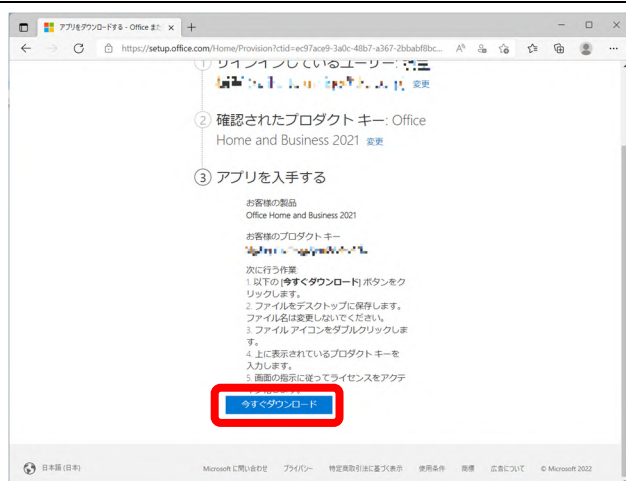 アプリをダウンロードする - Office また
https://setup.office.com/Home/Provision?ctid=ec97ace9-3a0c-48b7-a367-2bbabf8bc...
① サインインしているユーザー:
変更
② 確認されたプロダクト キー: Office
Home and Business 2021 変更
③ アプリを入手する
お客様の製品
Office Home and Business 2021
お客様のプロダクト キー
次に行う作業
1. 以下の [今すぐダウンロード] ボタンをク
リックします。
2. ファイルをデスクトップに保存します。
ファイル名は変更しないでください。
3. ファイル アイコンをダブルクリックしま
す。
4. 上に表示されているプロダクト キーを
入力します。
5. 画面の指示に従ってライセンスをアクテ
今すぐダウンロード
日本語 (日本) Microsoft に問い合わせ プライバシー 特定商取引法に基づく表示 使用条件 商標 広告について © Microsoft 2022